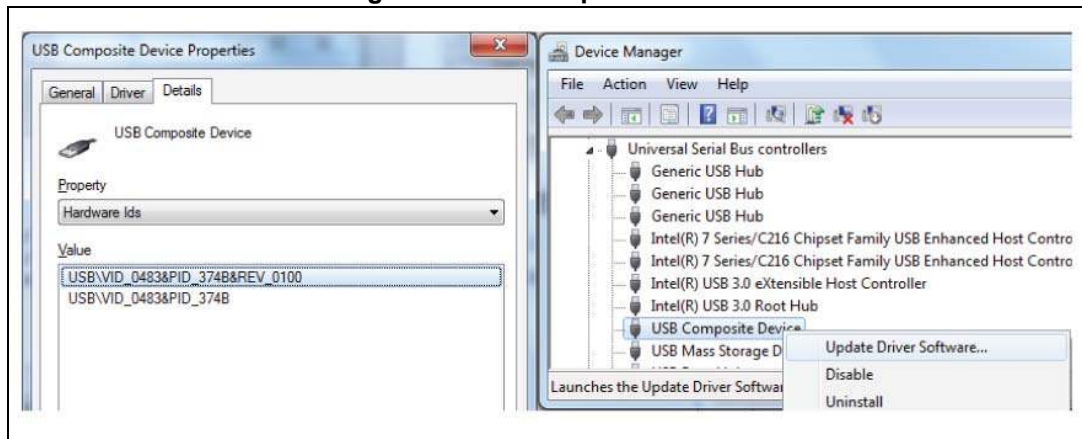 USB Composite Device Properties
General Driver Details
USB Composite Device
Property
Hardware Ids
Value
USB\VID_0483&PID_374B&REV_0100
USB\VID_0483&PID_374B
Device Manager
File Action View Help
Universal Serial Bus controllers
Generic USB Hub
Generic USB Hub
Generic USB Hub
Intel(R) 7 Series/C216 Chipset Family USB Enhanced Host Contro
Intel(R) 7 Series/C216 Chipset Family USB Enhanced Host Contro
Intel(R) USB 3.0 eXtensible Host Controller
Intel(R) USB 3.0 Root Hub
USB Composite Device
USB Mass Storage D
Launches the Update Driver Softwar
Update Driver Software...
Disable
Uninstall